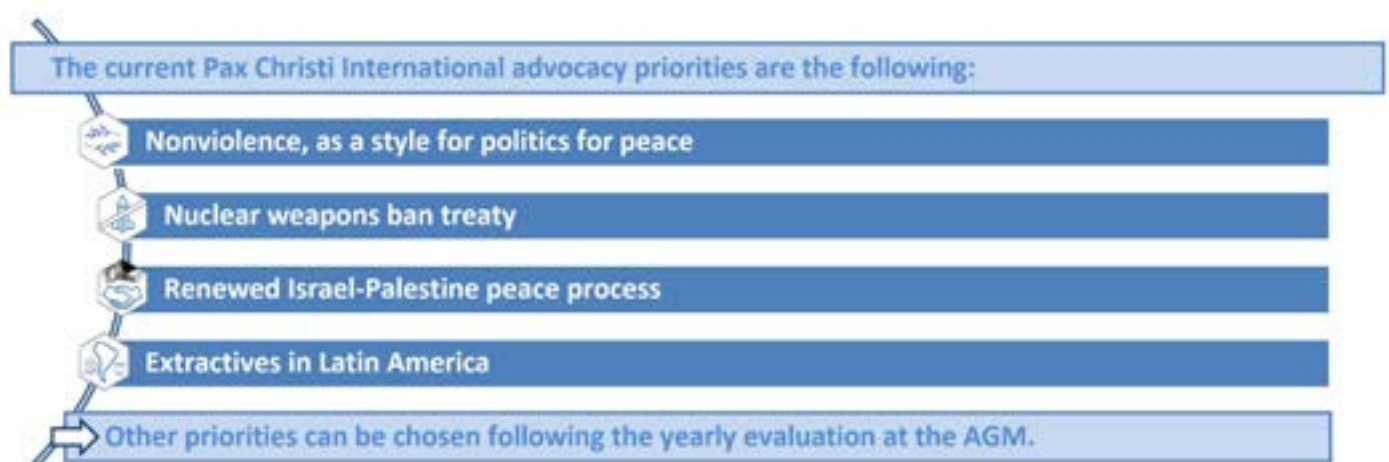 The current Pax Christi International advocacy priorities are the following:
Nonviolence, as a style for politics for peace
Nuclear weapons ban treaty
Renewed Israel-Palestine peace process
Extractives in Latin America
Other priorities can be chosen following the yearly evaluation at the AGM.